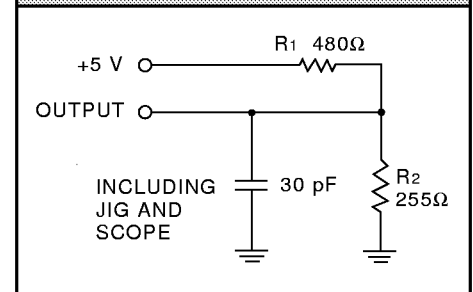 R1 480Ω
+5 V
OUTPUT
INCLUDING
JIG AND
SCOPE
30 pF
R2
255Ω